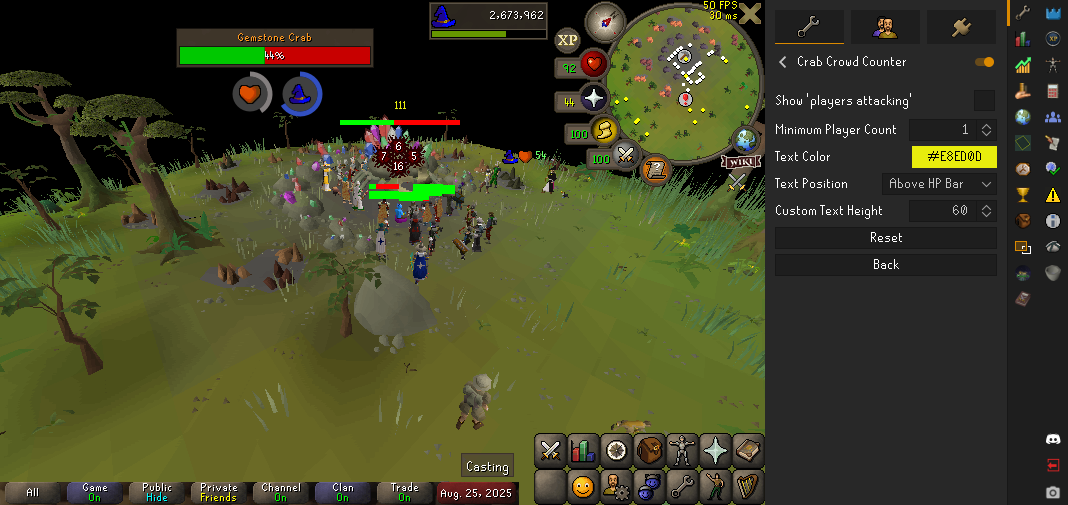 Gemstone Crab
44%
2,673,962
50 FPS
30 ms
XP
92
44
100
100
WIKI
111
6
7
5
16
54
Casting
All
Game
On
Public
Hide
Private
Friends
Channel
On
Clan
On
Trade
On
Aug. 25, 2025
Crab Crowd Counter
Show 'players attacking'
Minimum Player Count
1
Text Color
#E8ED0D
Text Position
Above HP Bar
Custom Text Height
60
Reset
Back
XP